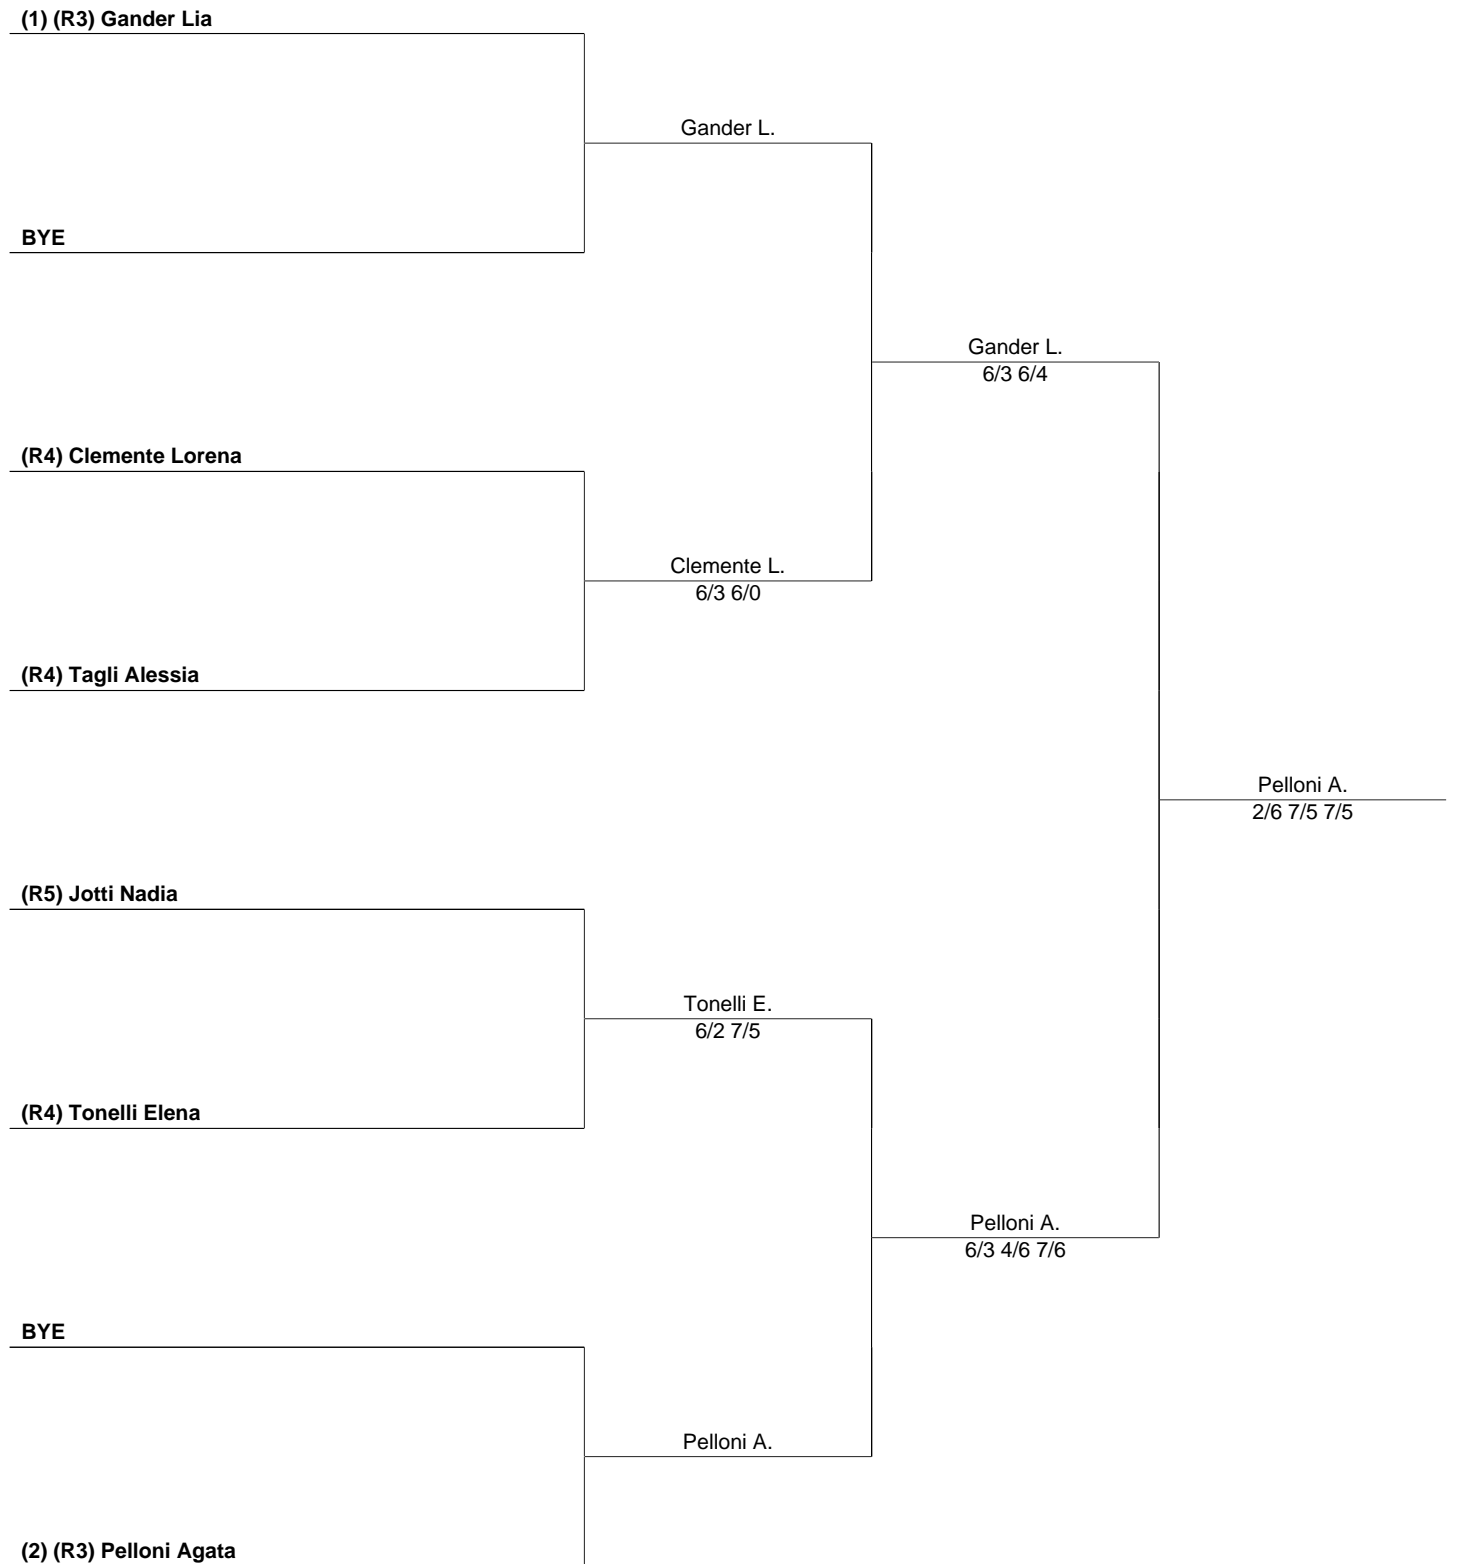 (1) (R3) Gander Lia
Gander L.
BYE
Gander L.
6/3 6/4
(R4) Clemente Lorena
Clemente L.
6/3 6/0
(R4) Tagli Alessia
Pelloni A.
2/6 7/5 7/5
(R5) Jotti Nadia
Tonelli E.
6/2 7/5
(R4) Tonelli Elena
Pelloni A.
6/3 4/6 7/6
BYE
Pelloni A.
(2) (R3) Pelloni Agata